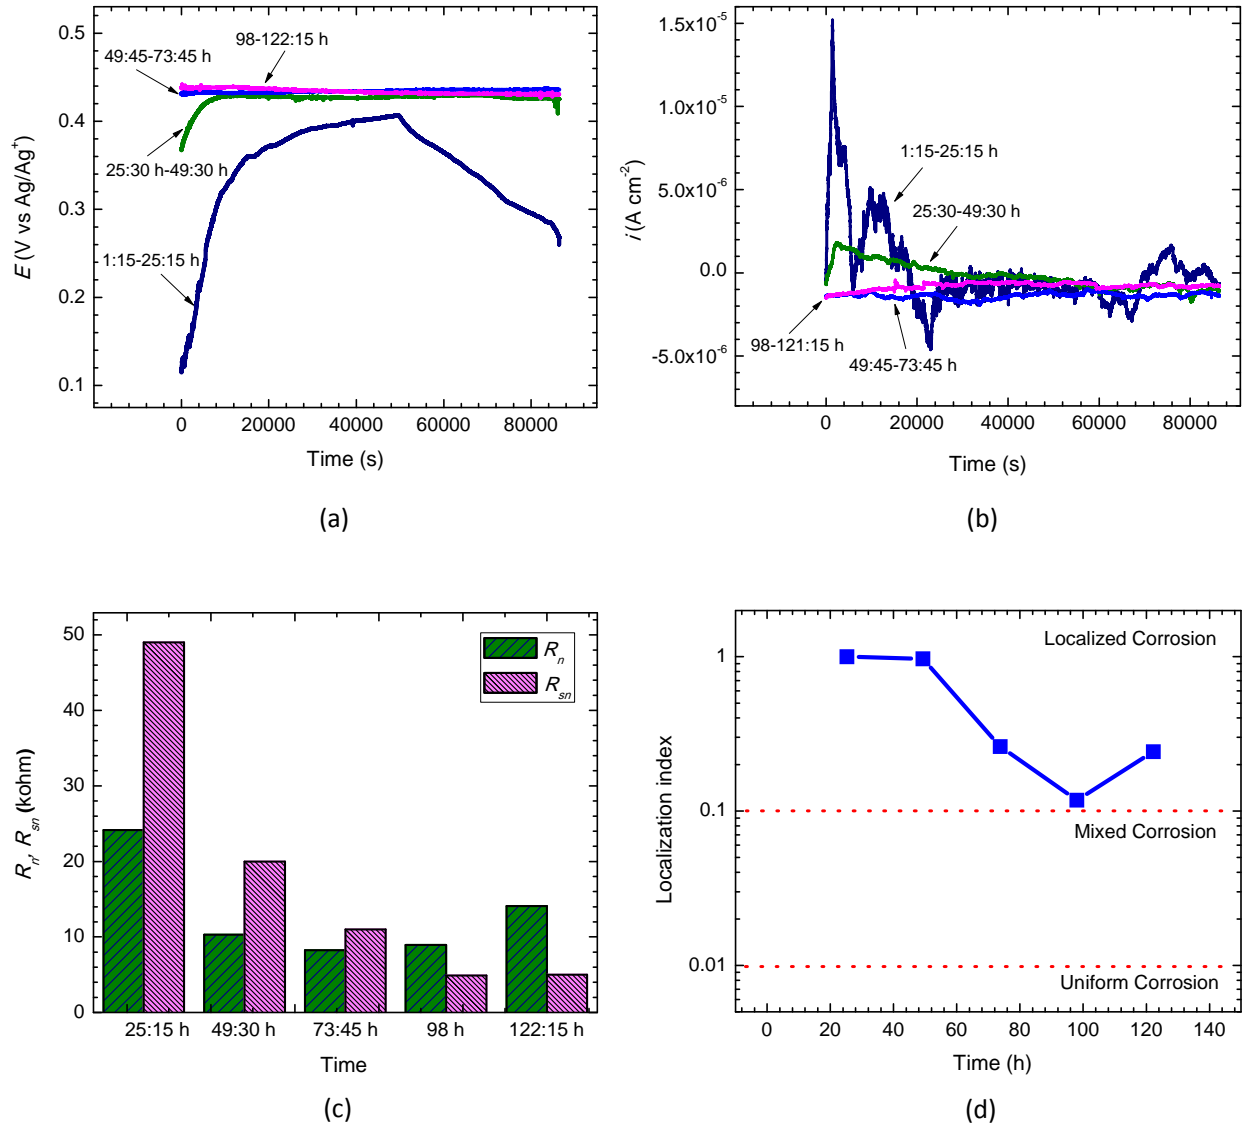 0.5
0.4
0.3
0.2
0.1
E (V vs Ag/Ag⁺)
98-122:15 h
49:45-73:45 h
25:30 h-49:30 h
1:15-25:15 h
0 20000 40000 60000 80000
Time (s)
(a)
1.5x10⁻⁵
1.0x10⁻⁵
5.0x10⁻⁶
0.0
-5.0x10⁻⁶
i (A cm⁻²)
1:15-25:15 h
25:30-49:30 h
98-121:15 h
49:45-73:45 h
0 20000 40000 60000 80000
Time (s)
(b)
50
40
30
20
10
0
Rₙ, Rₛₙ (kohm)
Rₙ
Rₛₙ
25:15 h 49:30 h 73:45 h 98 h 122:15 h
Time
(c)
1
0.1
0.01
Localization index
Localized Corrosion
Mixed Corrosion
Uniform Corrosion
0 20 40 60 80 100 120 140
Time (h)
(d)